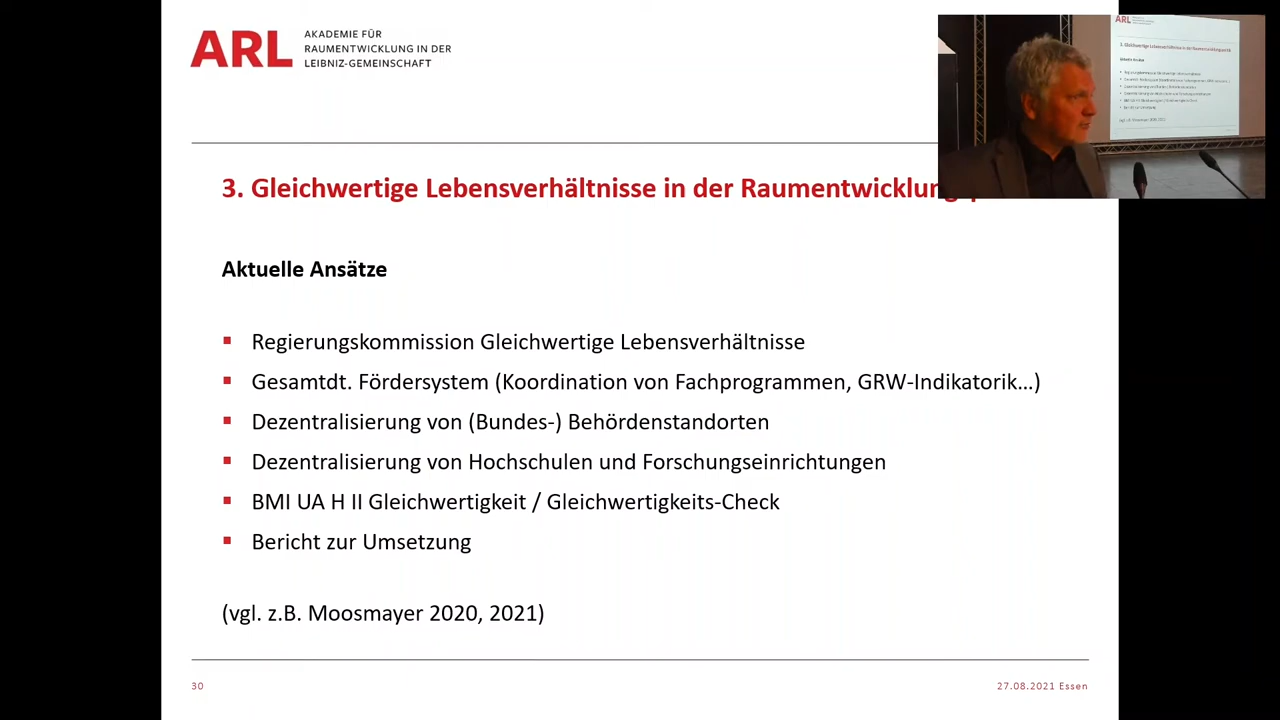 ARL
AKADEMIE FÜR
RAUMENTWICKLUNG IN DER
LEIBNIZ-GEMEINSCHAFT
3. Gleichwertige Lebensverhältnisse in der
Aktuelle Ansätze
▪ Regierungskommission Gleichwertige Lebensverhältnisse
▪ Gesamtdt. Fördersystem (Koordination von Fachprogrammen, GRW-Indikatorik…)
▪ Dezentralisierung von (Bundes-) Behördenstandorten
▪ Dezentralisierung von Hochschulen und Forschungseinrichtungen
▪ BMI UA H II Gleichwertigkeit / Gleichwertigkeits-Check
▪ Bericht zur Umsetzung
(vgl. z.B. Moosmayer 2020, 2021)
30
27.08.2021 Essen
ARL